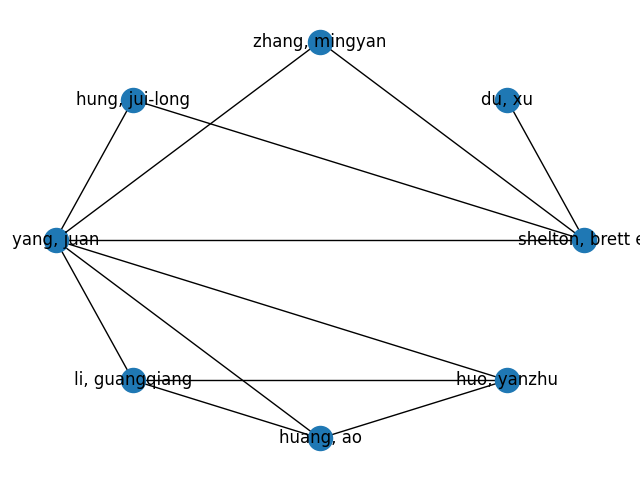 zhang, mingyan
hung, jui-long
du, xu
yang, juan
shelton, brett e
li, guangqiang
huo, yanzhu
huang, ao